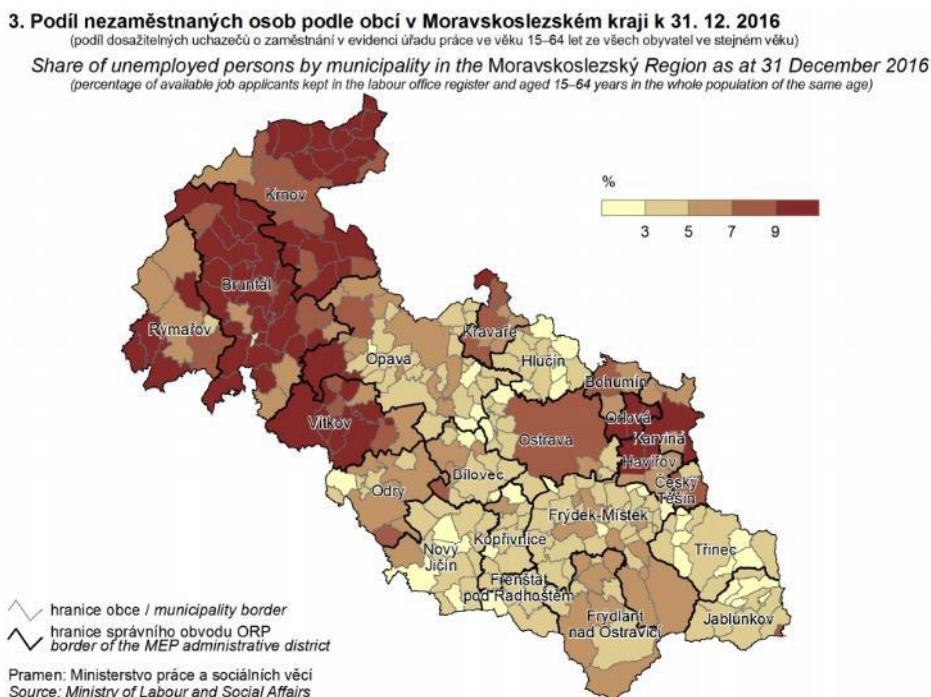 3. Podíl nezaměstnaných osob podle obcí v Moravskoslezském kraji k 31. 12. 2016
(podíl dosažitelných uchazečů o zaměstnání v evidenci úřadu práce ve věku 15–64 let ze všech obyvatel ve stejném věku)
Share of unemployed persons by municipality in the Moravskoslezský Region as at 31 December 2016
(percentage of available job applicants kept in the labour office register and aged 15–64 years in the whole population of the same age)
%
3 5 7 9
Krnov
Bruntál
Rýmařov
Opava
Kravaře
Hlučín
Bohumín
Orlová
Karviná
Vítkov
Ostrava
Havířov
Český
Těšín
Odry
Bílovec
Frýdek-Místek
Nový
Jičín
Kopřivnice
Třinec
Frenštát
pod Radhoštěm
Frýdlant
nad Ostravicí
Jablunkov
hranice obce / municipality border
hranice správního obvodu ORP
border of the MEP administrative district
Pramen: Ministerstvo práce a sociálních věcí
Source: Ministry of Labour and Social Affairs